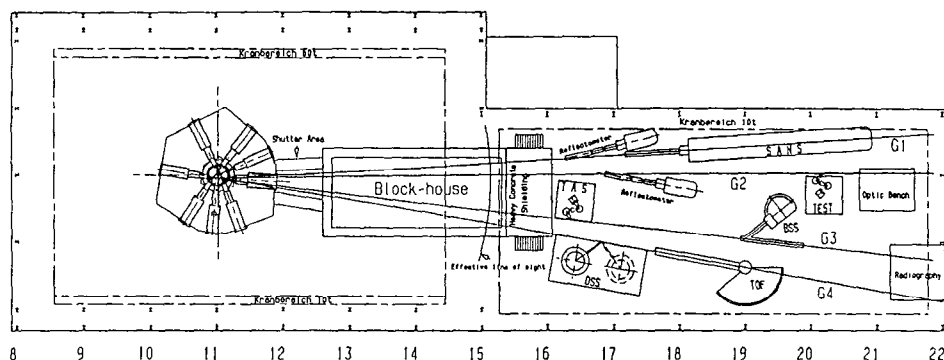 Kranbereich 60t
Kranbereich 10t
Shutter Area
Block-house
Heavy Concrete
Shielding
Reflectometer
SANS
G1
TAS
Reflectometer
G2
TEST
Optic Bench
BSS
G3
Effective line of sight
DSS
TOF
Radiography
G4
Kranbereich 10t
8 9 10 11 12 13 14 15 16 17 18 19 20 21 22